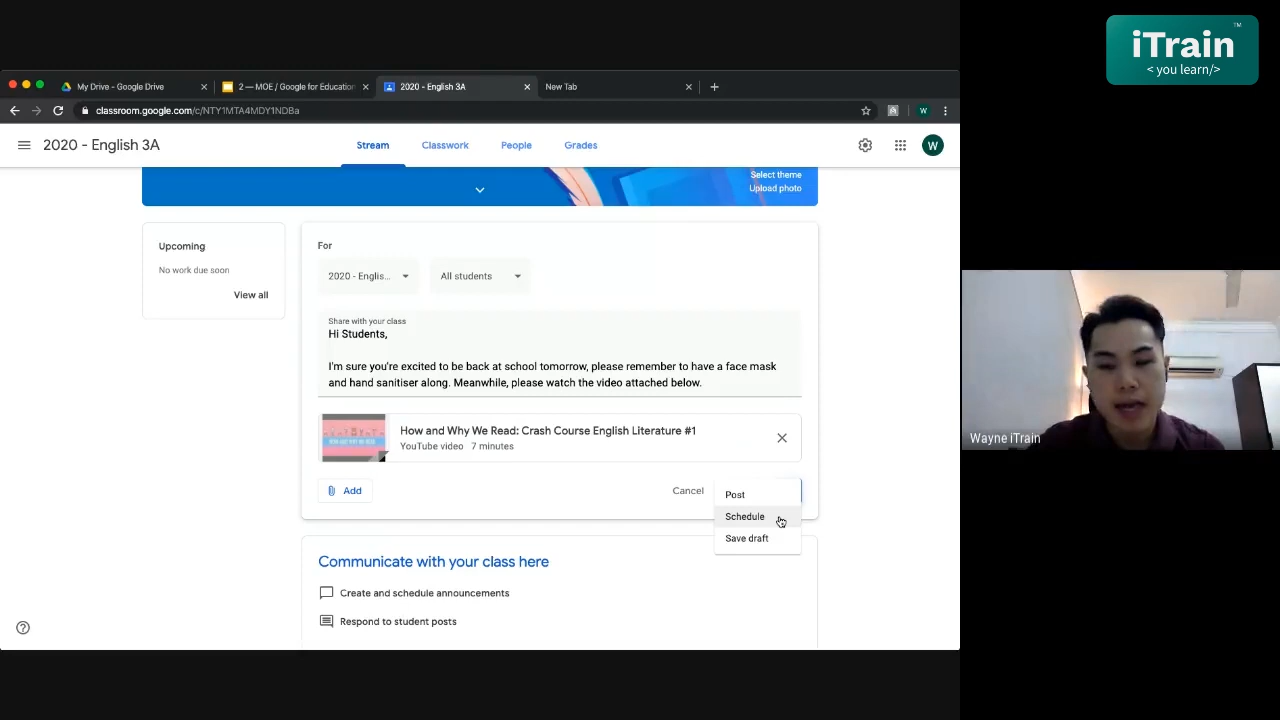 iTrain
TM
< you learn/>
My Drive - Google Drive
2 — MOE / Google for Education
2020 - English 3A
New Tab
classroom.google.com/c/NTY1MTA4MDY1NDBa
W
2020 - English 3A
Stream
Classwork
People
Grades
W
Select theme
Upload photo
Upcoming
No work due soon
View all
For
2020 - Englis...
All students
Share with your class
Hi Students,
I'm sure you're excited to be back at school tomorrow, please remember to have a face mask
and hand sanitiser along. Meanwhile, please watch the video attached below.
How and Why We Read: Crash Course English Literature #1
YouTube video 7 minutes
Add
Cancel
Post
Schedule
Save draft
Communicate with your class here
Create and schedule announcements
Respond to student posts
Wayne iTrain